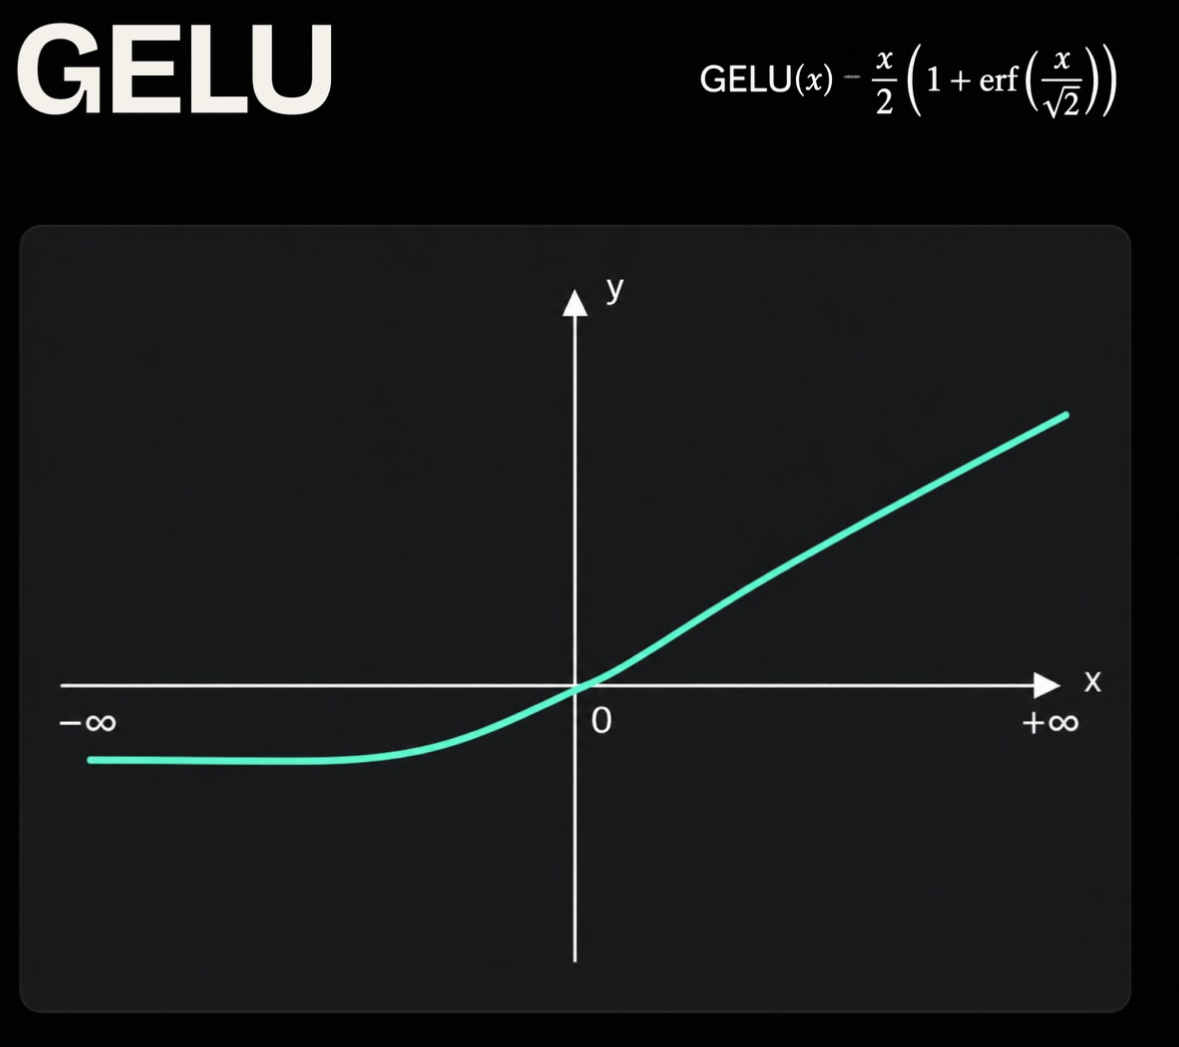 GELU
GELU(x) − x/2 (1 + erf(x/√2))
y
x
−∞
0
+∞